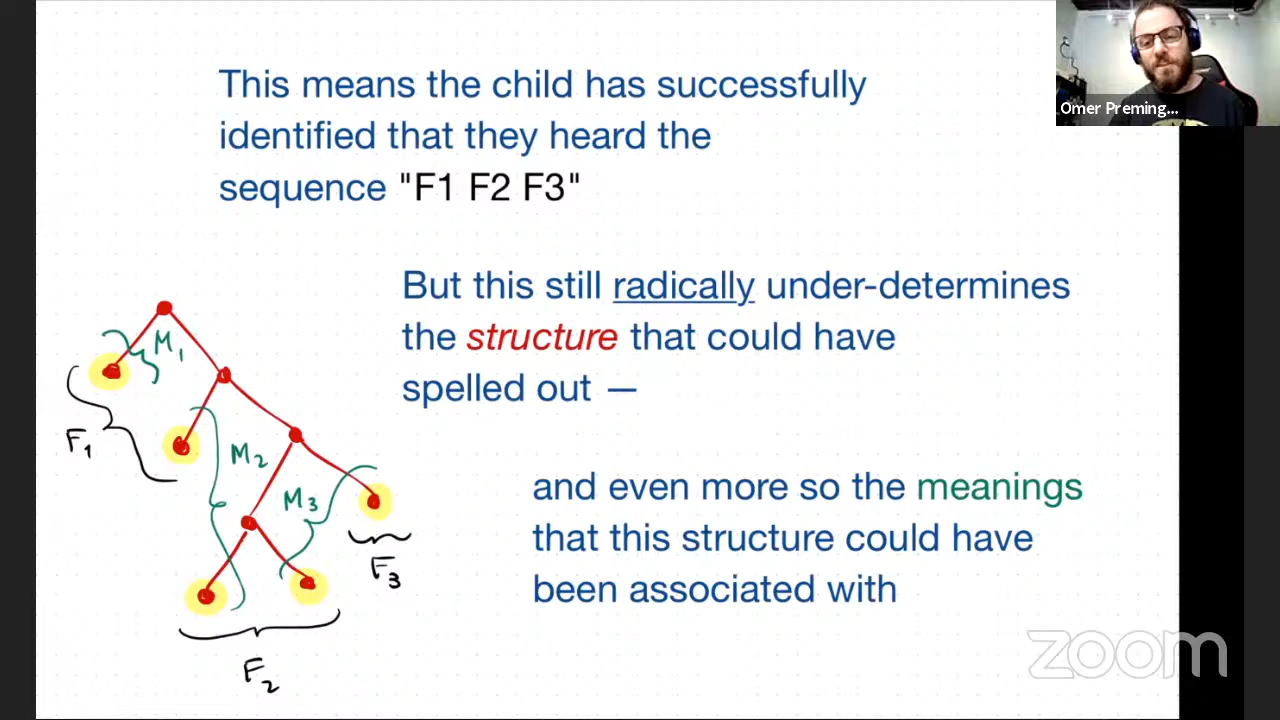 This means the child has successfully
identified that they heard the
sequence "F1 F2 F3"
Omer Preming...
But this still radically under-determines
the structure that could have
spelled out —
and even more so the meanings
that this structure could have
been associated with
M1
F1
M2
M3
F3
F2
zoom